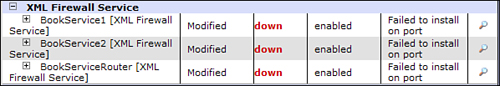 XML Firewall Service
BookService1 [XML Firewall
Service]
Modified
down
enabled
Failed to install
on port
BookService2 [XML Firewall
Service]
Modified
down
enabled
Failed to install
on port
BookServiceRouter [XML
Firewall Service]
Modified
down
enabled
Failed to install
on port